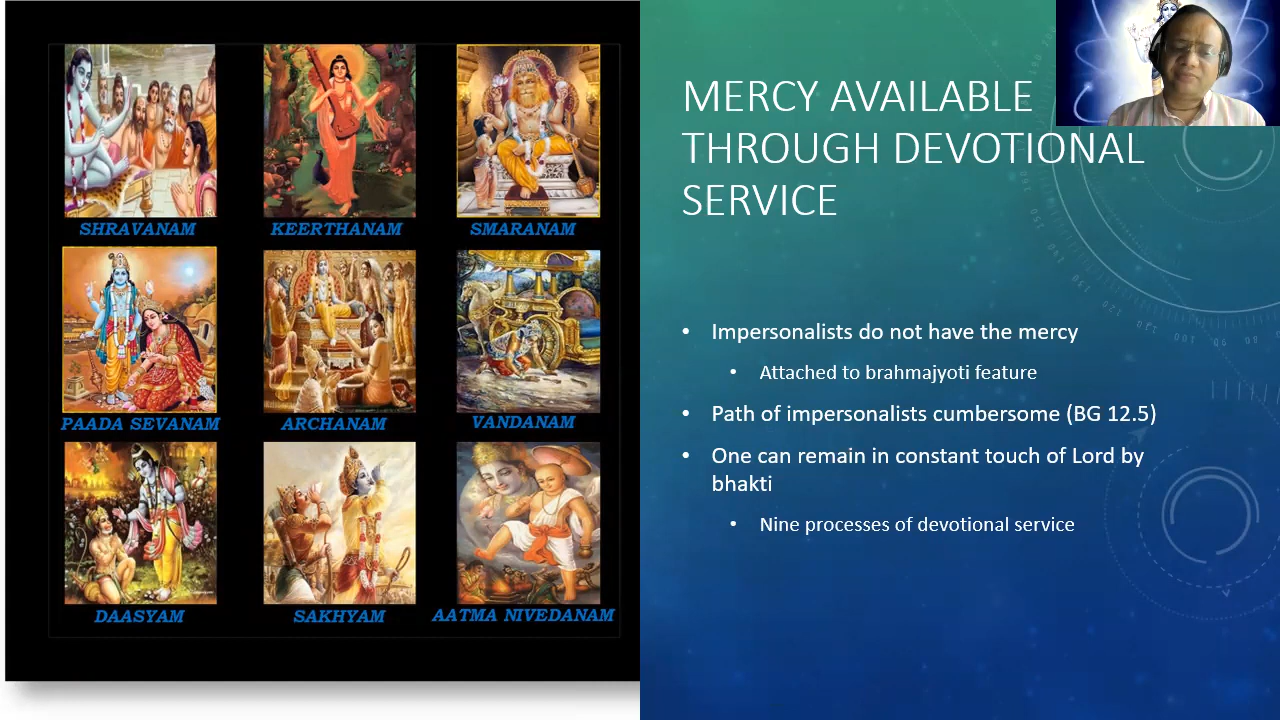 SHRAVANAM
KEERTHANAM
SMARANAM
PAADA SEVANAM
ARCHANAM
VANDANAM
DAASYAM
SAKHYAM
AATMA NIVEDANAM
MERCY AVAILABLE
THROUGH DEVOTIONAL
SERVICE
• Impersonalists do not have the mercy
• Attached to brahmajyoti feature
• Path of impersonalists cumbersome (BG 12.5)
• One can remain in constant touch of Lord by
bhakti
• Nine processes of devotional service